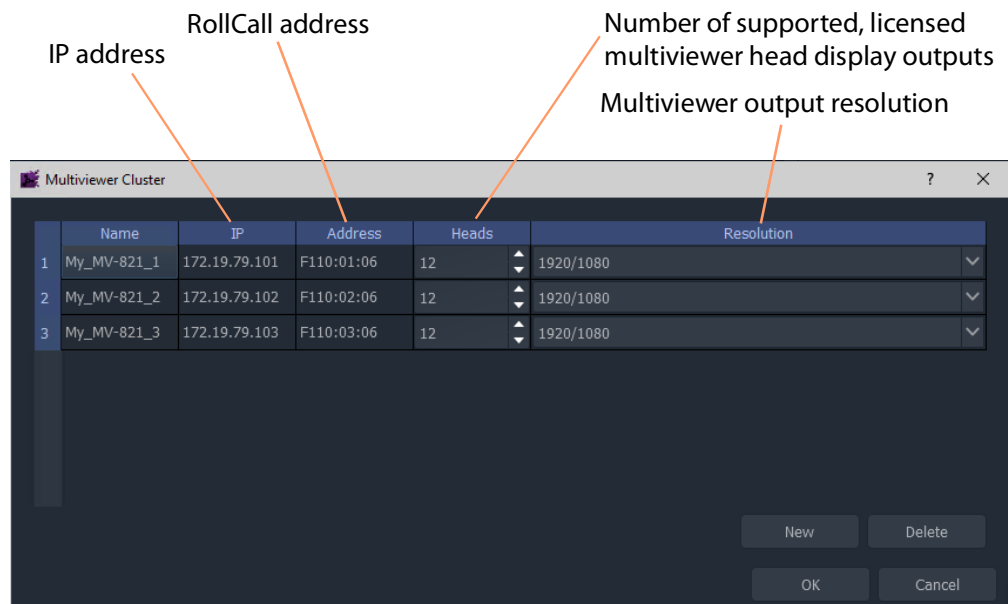 RollCall address
IP address
Number of supported, licensed
multiviewer head display outputs
Multiviewer output resolution
Multiviewer Cluster ? ×
Name IP Address Heads Resolution
1 My_MV-821_1 172.19.79.101 F110:01:06 12 1920/1080
2 My_MV-821_2 172.19.79.102 F110:02:06 12 1920/1080
3 My_MV-821_3 172.19.79.103 F110:03:06 12 1920/1080
New Delete
OK Cancel